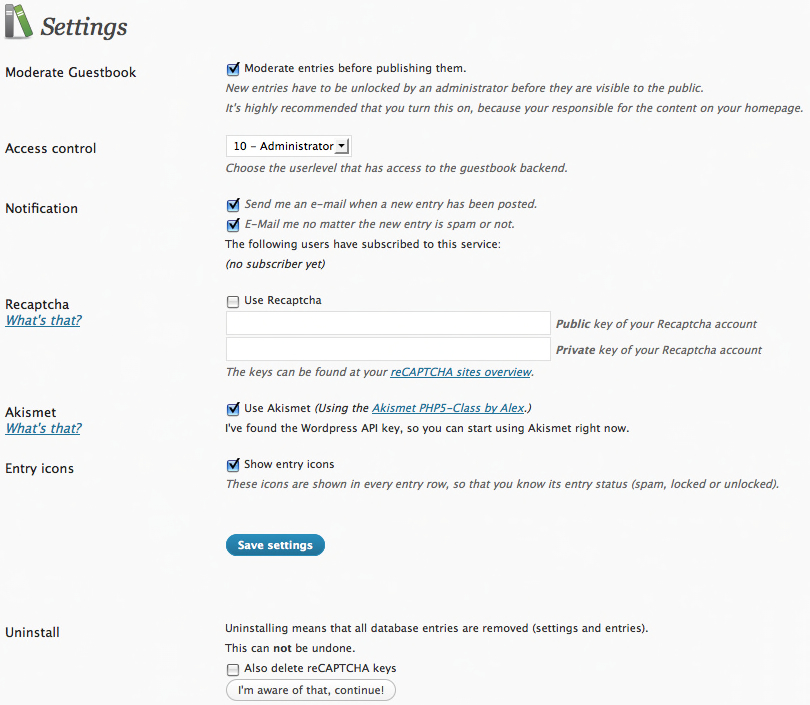 Settings
Moderate Guestbook
Moderate entries before publishing them.
New entries have to be unlocked by an administrator before they are visible to the public.
It's highly recommended that you turn this on, because your responsible for the content on your homepage.
Access control
10 – Administrator
Choose the userlevel that has access to the guestbook backend.
Notification
Send me an e-mail when a new entry has been posted.
E-Mail me no matter the new entry is spam or not.
The following users have subscribed to this service:
(no subscriber yet)
Recaptcha
What's that?
Use Recaptcha
Public key of your Recaptcha account
Private key of your Recaptcha account
The keys can be found at your reCAPTCHA sites overview.
Akismet
What's that?
Use Akismet (Using the Akismet PHP5-Class by Alex.)
I've found the Wordpress API key, so you can start using Akismet right now.
Entry icons
Show entry icons
These icons are shown in every entry row, so that you know its entry status (spam, locked or unlocked).
Save settings
Uninstall
Uninstalling means that all database entries are removed (settings and entries).
This can not be undone.
Also delete reCAPTCHA keys
I'm aware of that, continue!